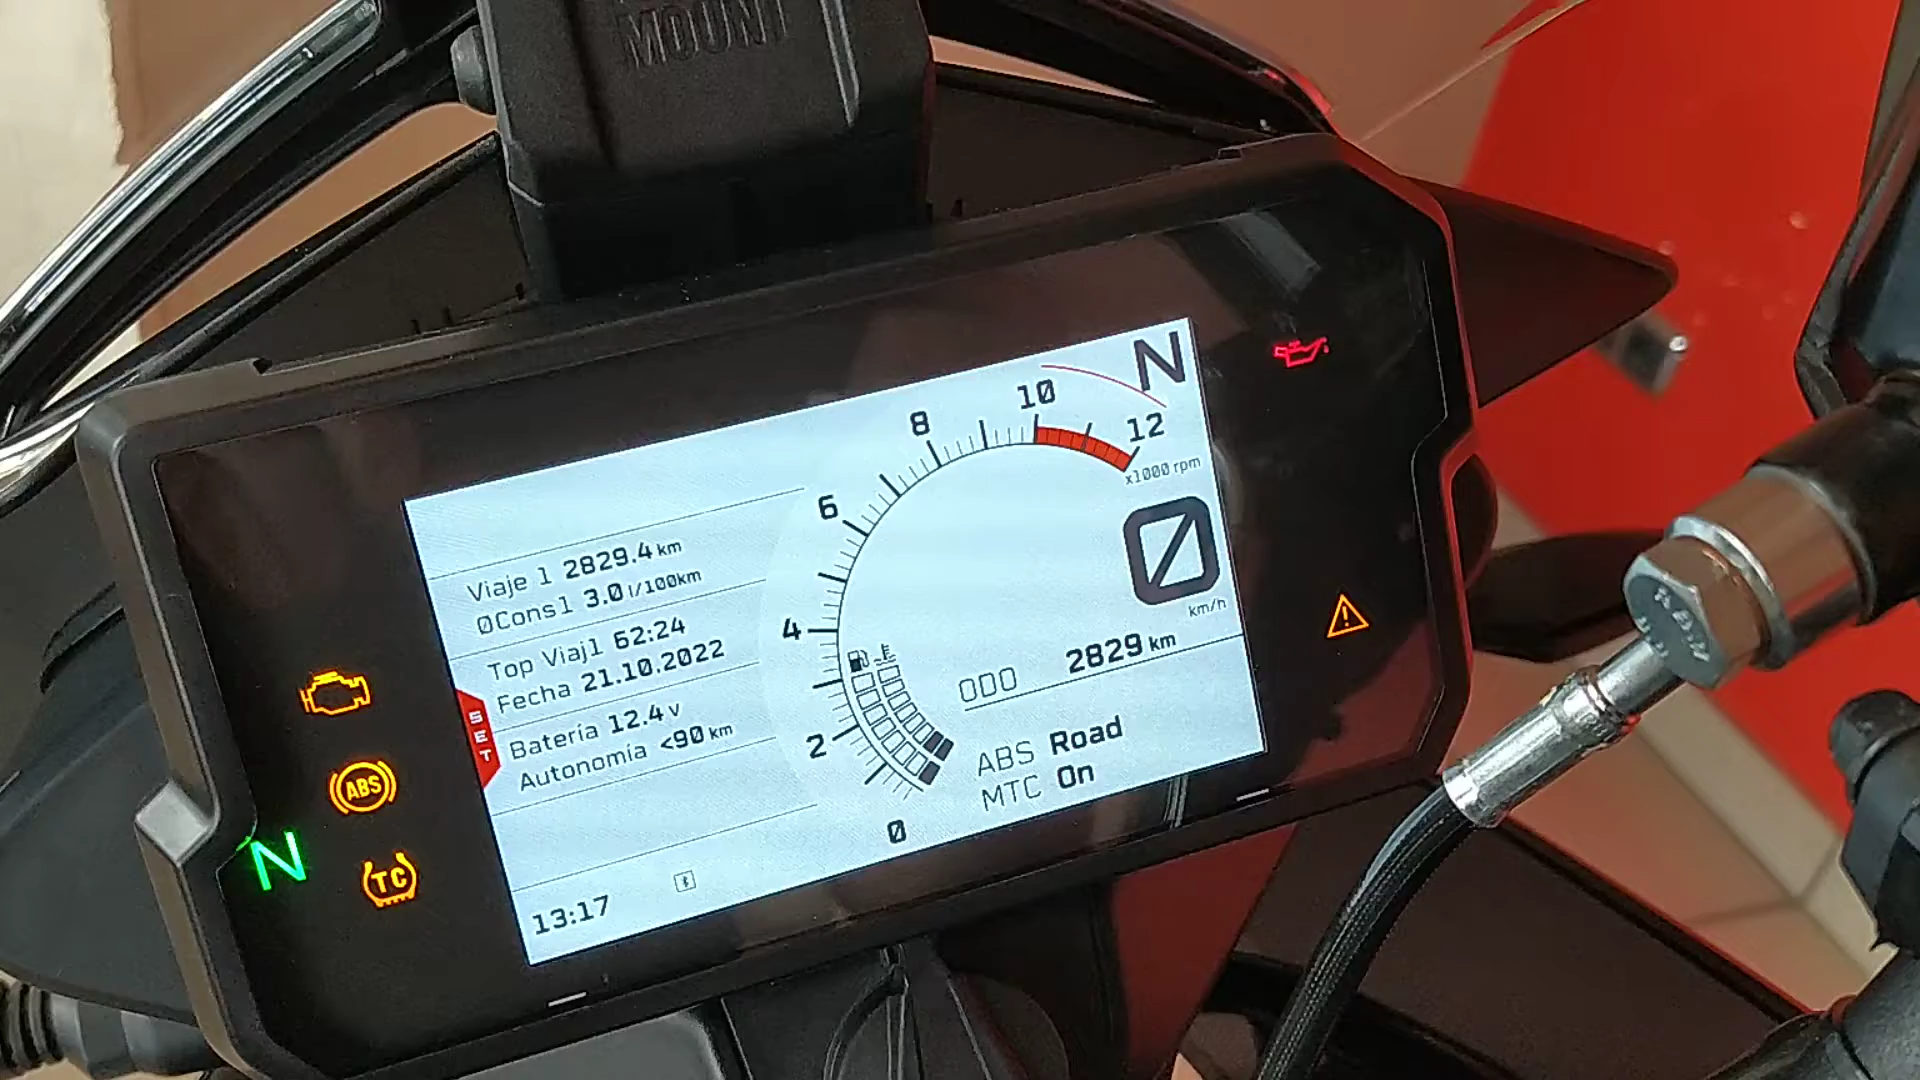 MOUNT
N
10
8
12
x1000 rpm
6
Viaje 1 2829.4 km
ØCons1 3.0 l/100km
km/h
0
4
Top Viaj1 62:24
Fecha 21.10.2022
ODO 2829 km
SET
Batería 12.4 V
Autonomía <90 km
2
ABS Road
MTC On
0
ABS
N
TC
13:17